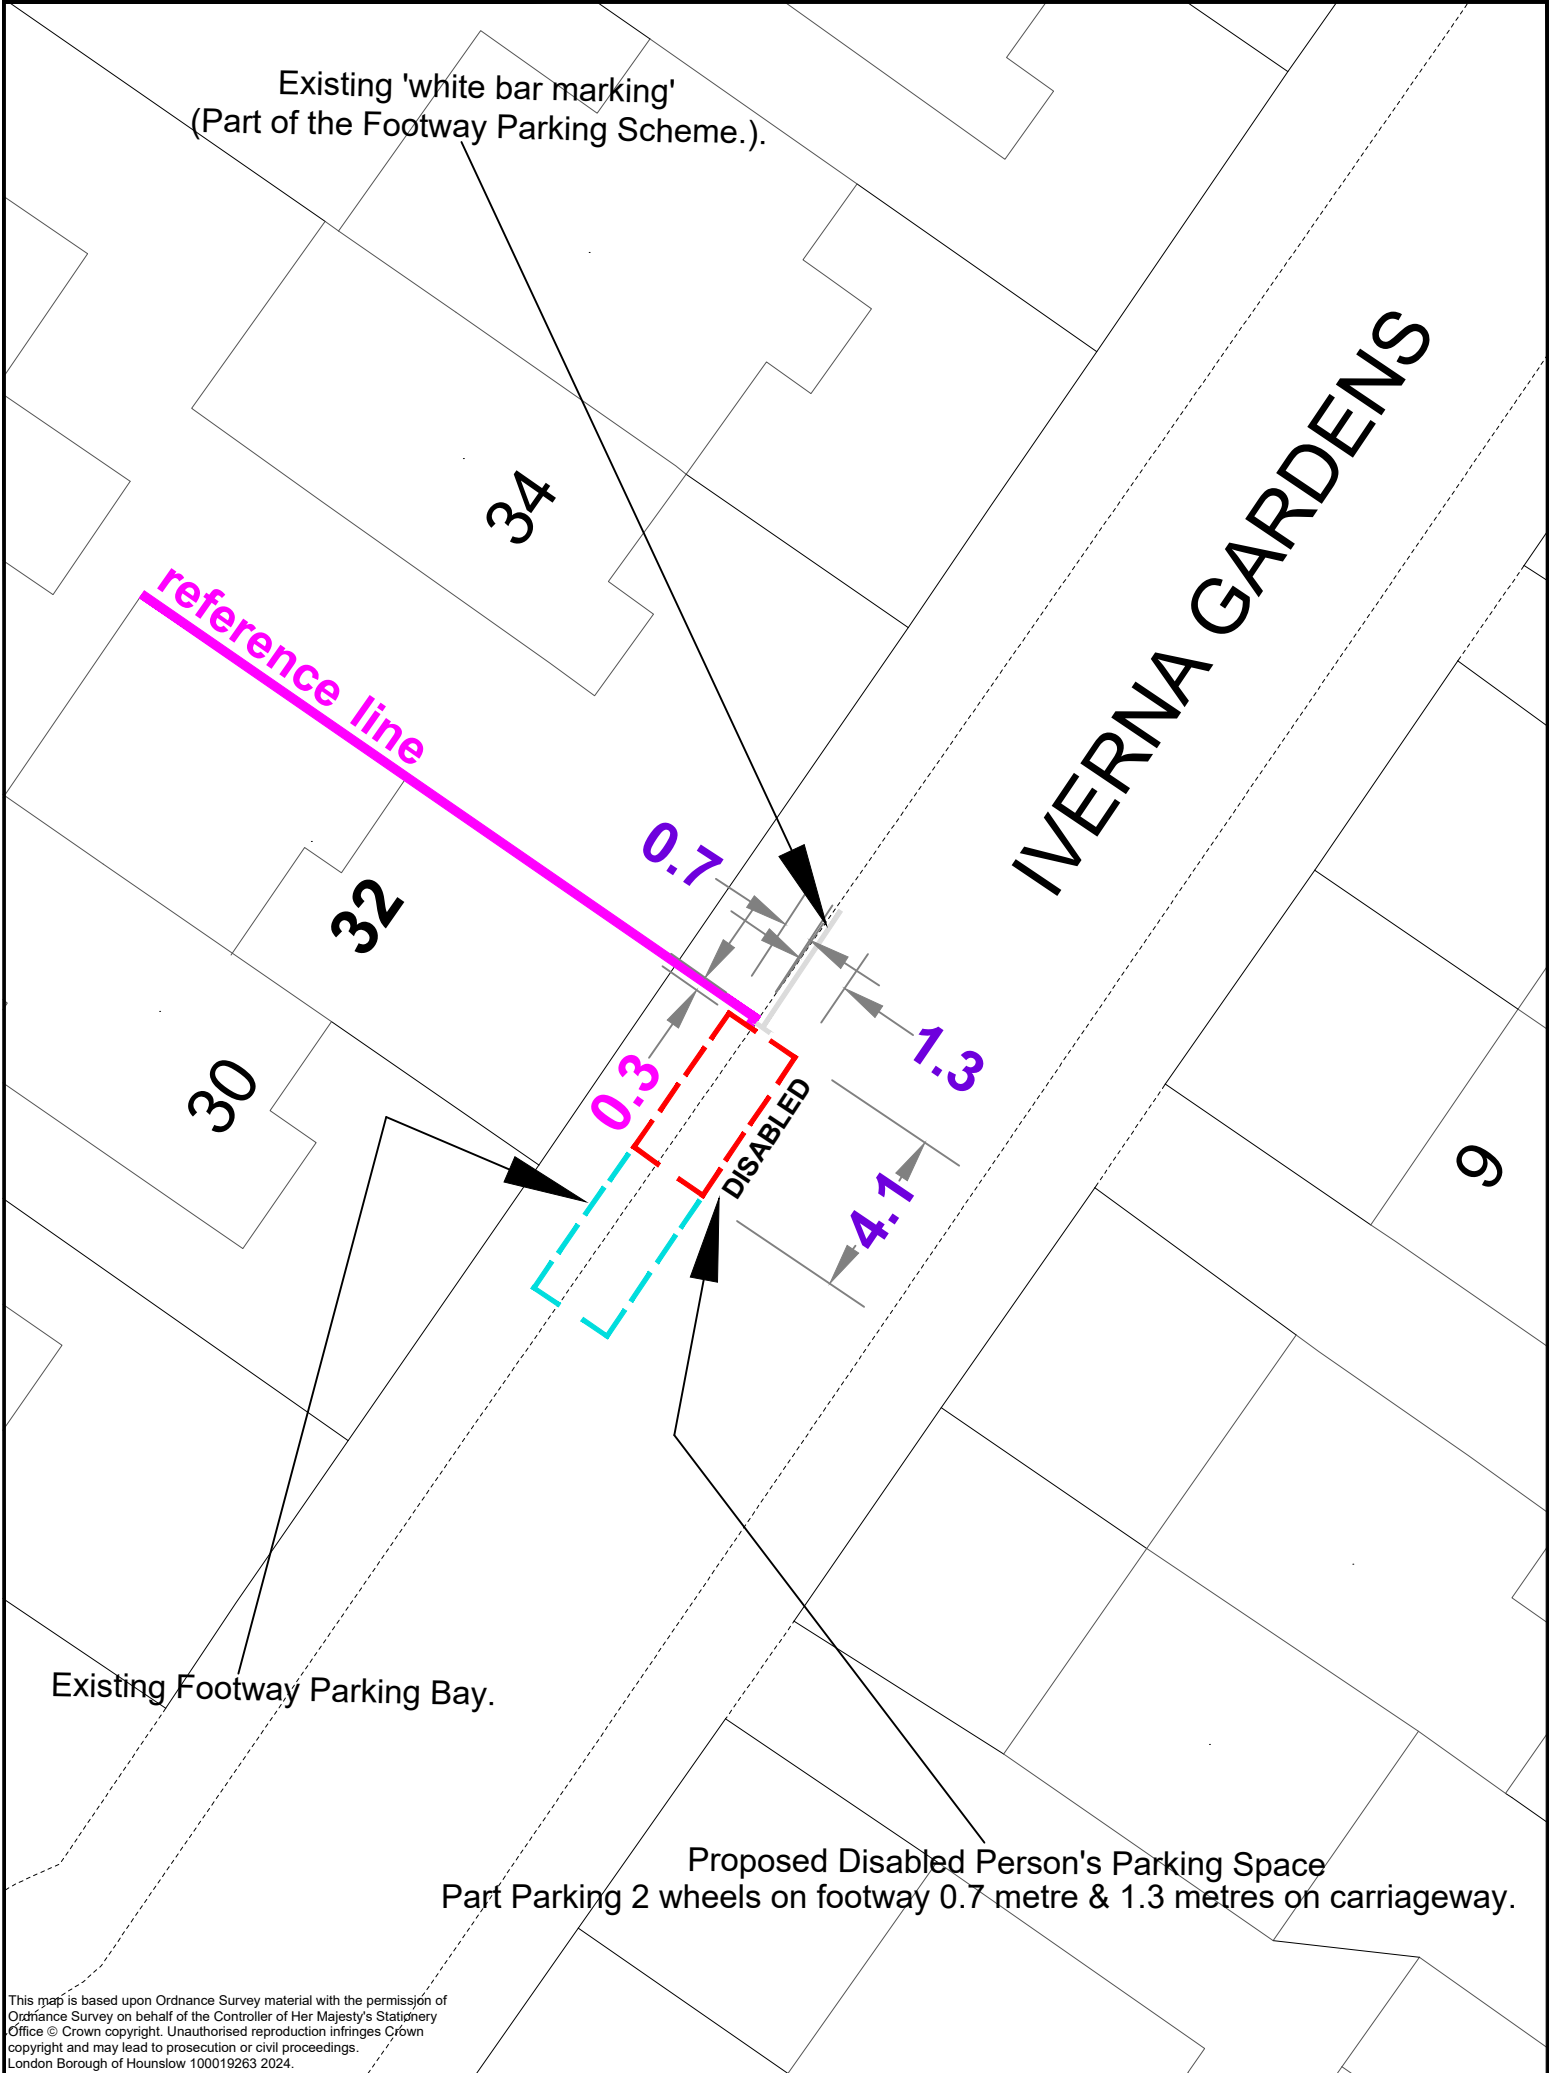 Existing 'white bar marking'
(Part of the Footway Parking Scheme.).
IVERNA GARDENS
34
reference line
0.7
32
1.3
30
0.3
DISABLED
4.1
9
Existing Footway Parking Bay.
Proposed Disabled Person's Parking Space
Part Parking 2 wheels on footway 0.7 metre & 1.3 metres on carriageway.
This map is based upon Ordnance Survey material with the permission of
Ordnance Survey on behalf of the Controller of Her Majesty's Stationery
Office © Crown copyright. Unauthorised reproduction infringes Crown
copyright and may lead to prosecution or civil proceedings.
London Borough of Hounslow 100019263 2024.